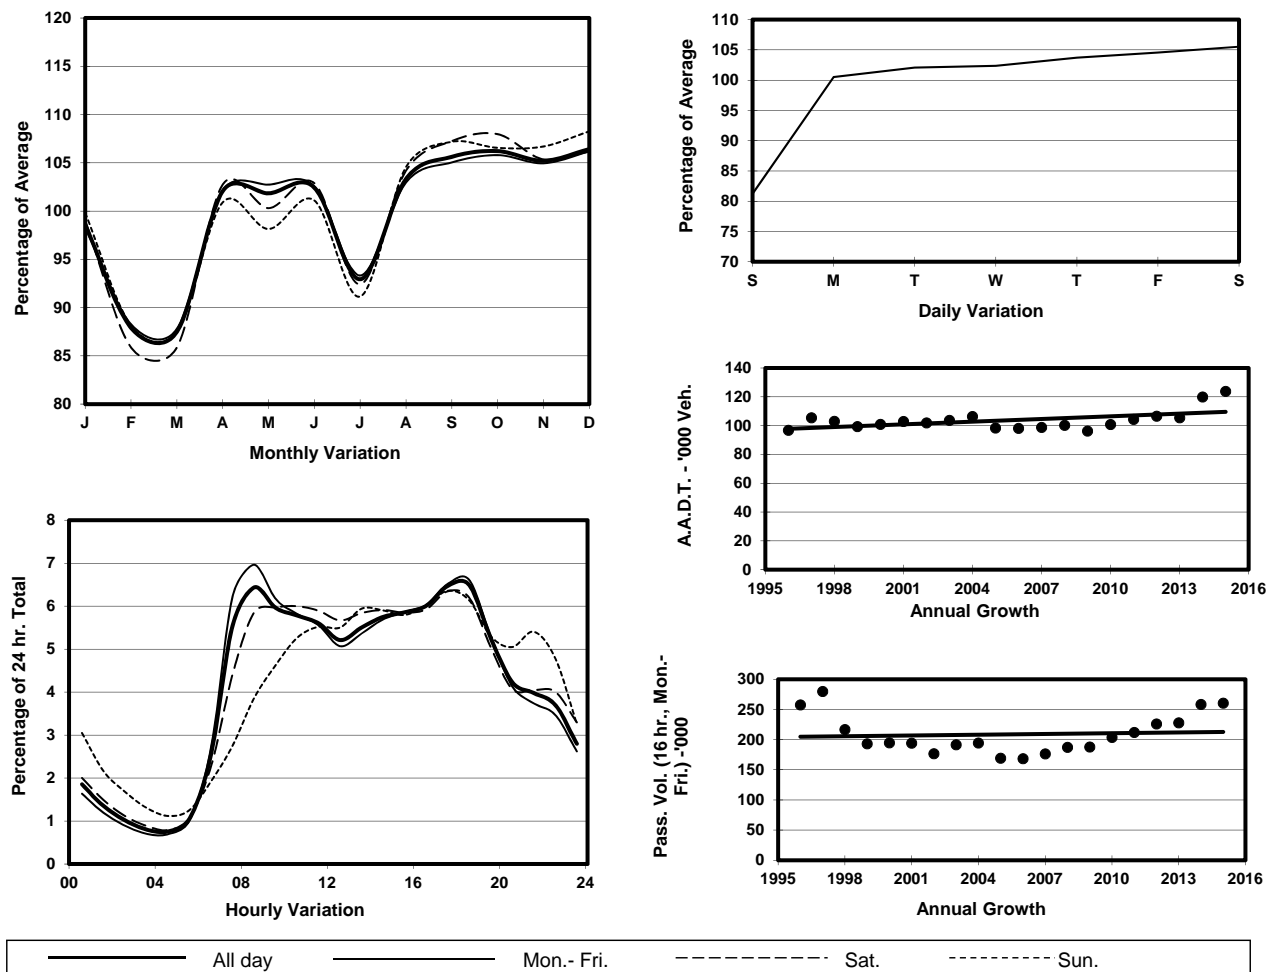 120
115
110
105
100
95
90
85
80
Percentage of Average
J F M A M J J A S O N D
Monthly Variation
110
105
100
95
90
85
80
75
70
Percentage of Average
S M T W T F S
Daily Variation
140
120
100
80
60
40
20
0
A.A.D.T. - '000 Veh.
1995 1998 2001 2004 2007 2010 2013 2016
Annual Growth
8
7
6
5
4
3
2
1
0
Percentage of 24 hr. Total
00 04 08 12 16 20 24
Hourly Variation
300
250
200
150
100
50
0
Pass. Vol. (16 hr., Mon.-
Fri.) -'000
1995 1998 2001 2004 2007 2010 2013 2016
Annual Growth
All day Mon.- Fri. Sat. Sun.